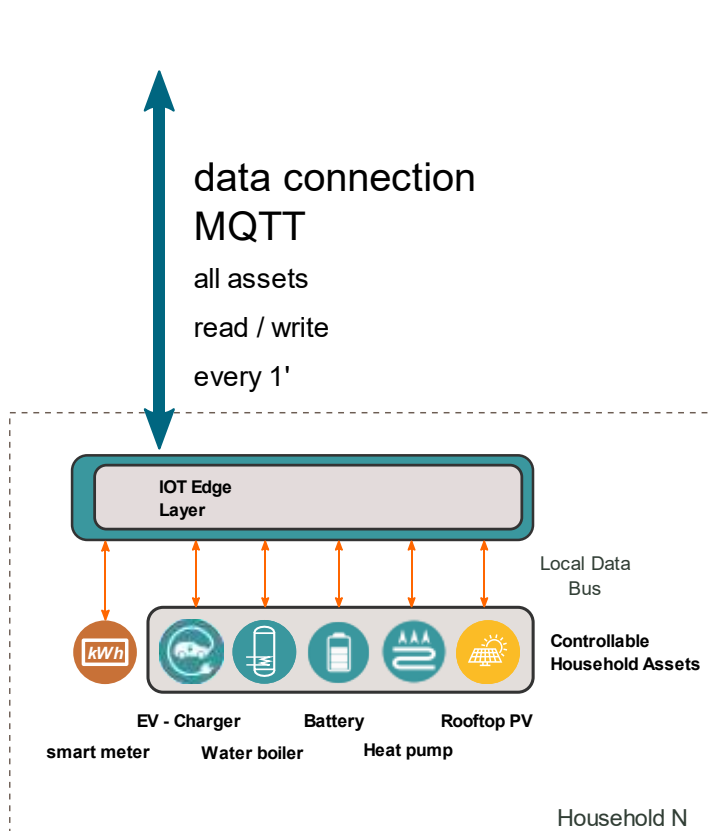 data connection
MQTT
all assets
read / write
every 1'
IOT Edge
Layer
Local Data
Bus
kWh
Controllable
Household Assets
EV - Charger
Battery
Rooftop PV
smart meter
Water boiler
Heat pump
Household N